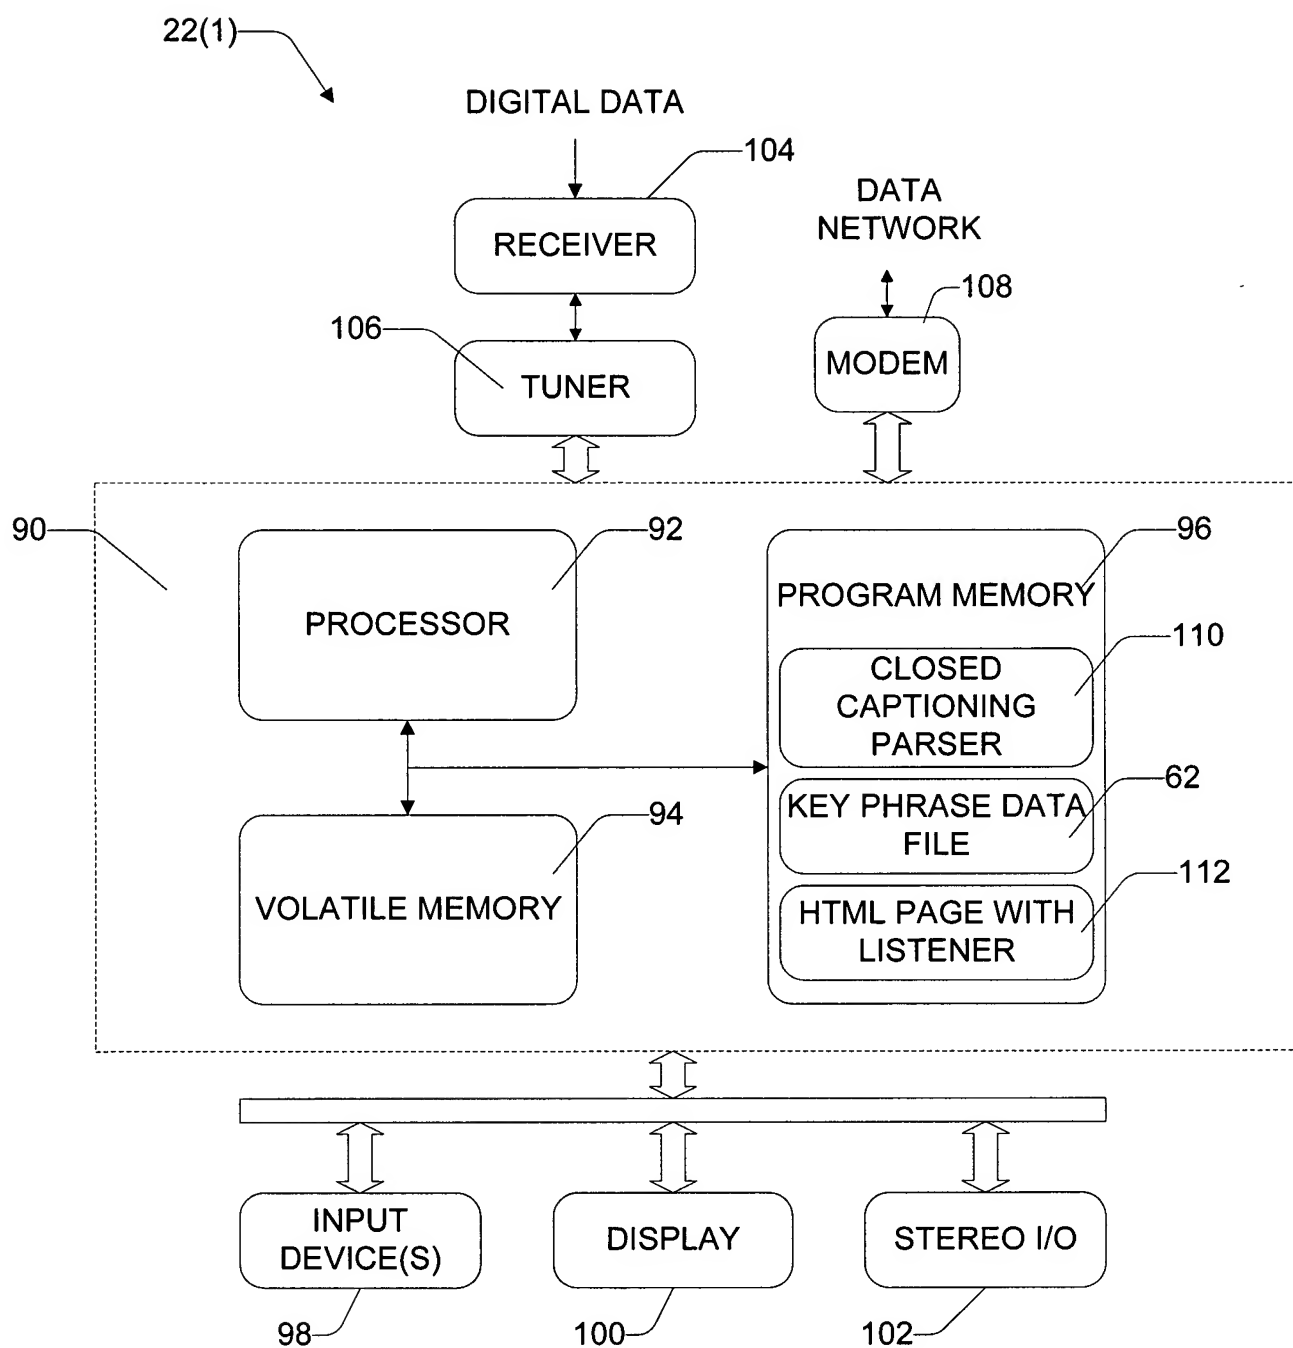 22(1)
DIGITAL DATA
104
RECEIVER
DATA
NETWORK
108
106
TUNER
MODEM
90
92
96
PROCESSOR
PROGRAM MEMORY
110
CLOSED
CAPTIONING
PARSER
62
KEY PHRASE DATA
FILE
94
VOLATILE MEMORY
112
HTML PAGE WITH
LISTENER
INPUT
DEVICE(S)
DISPLAY
STEREO I/O
98
100
102